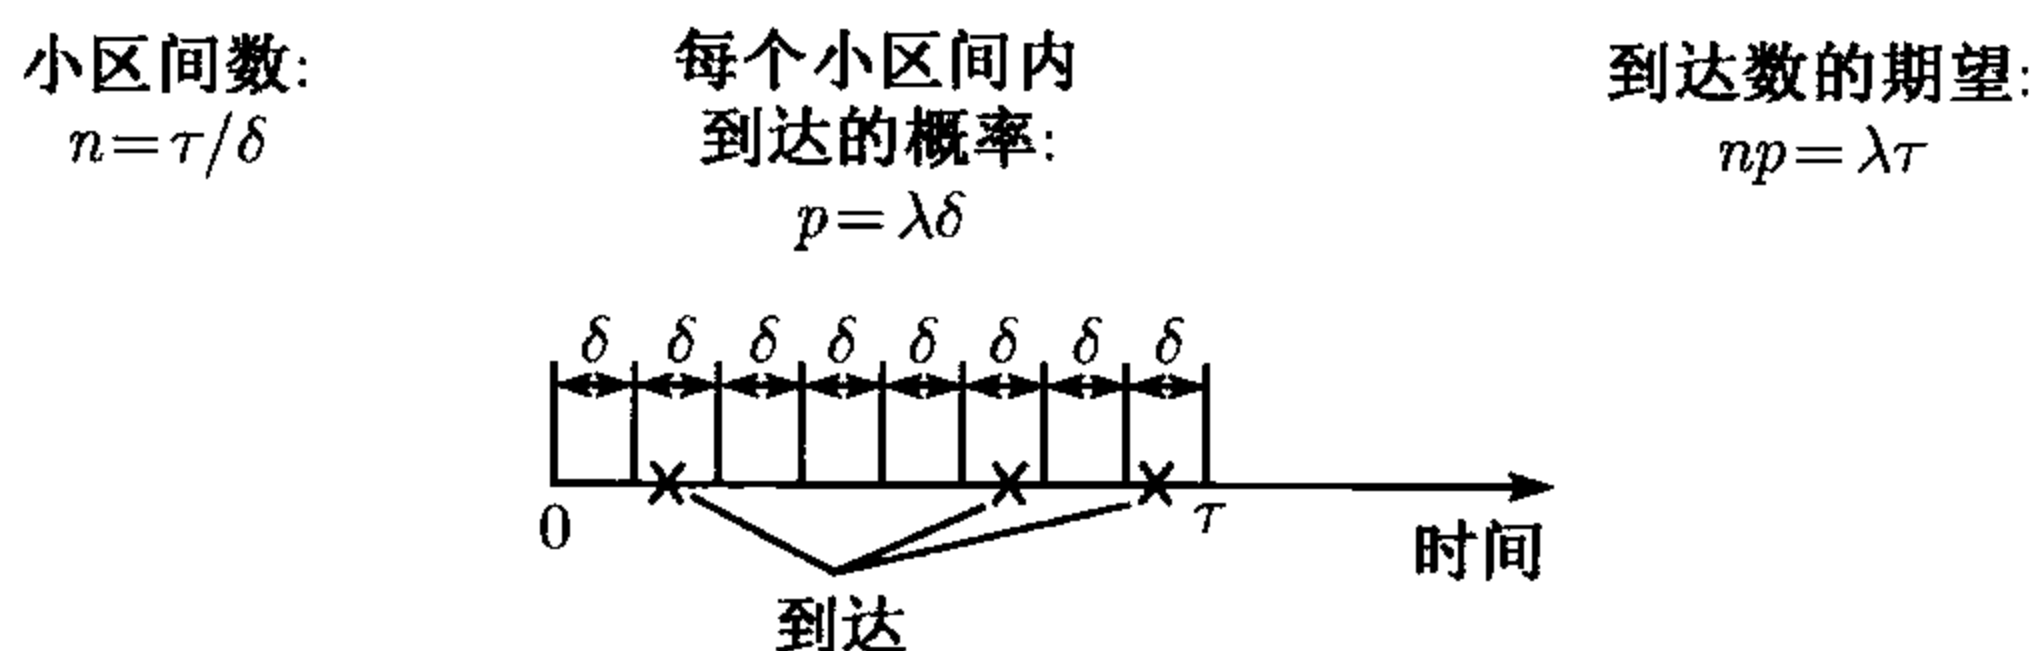 小区间数:
n=τ/δ
每个小区间内
到达的概率:
p=λδ
到达数的期望:
np=λτ
δ δ δ δ δ δ δ δ
0 τ
时间
到达